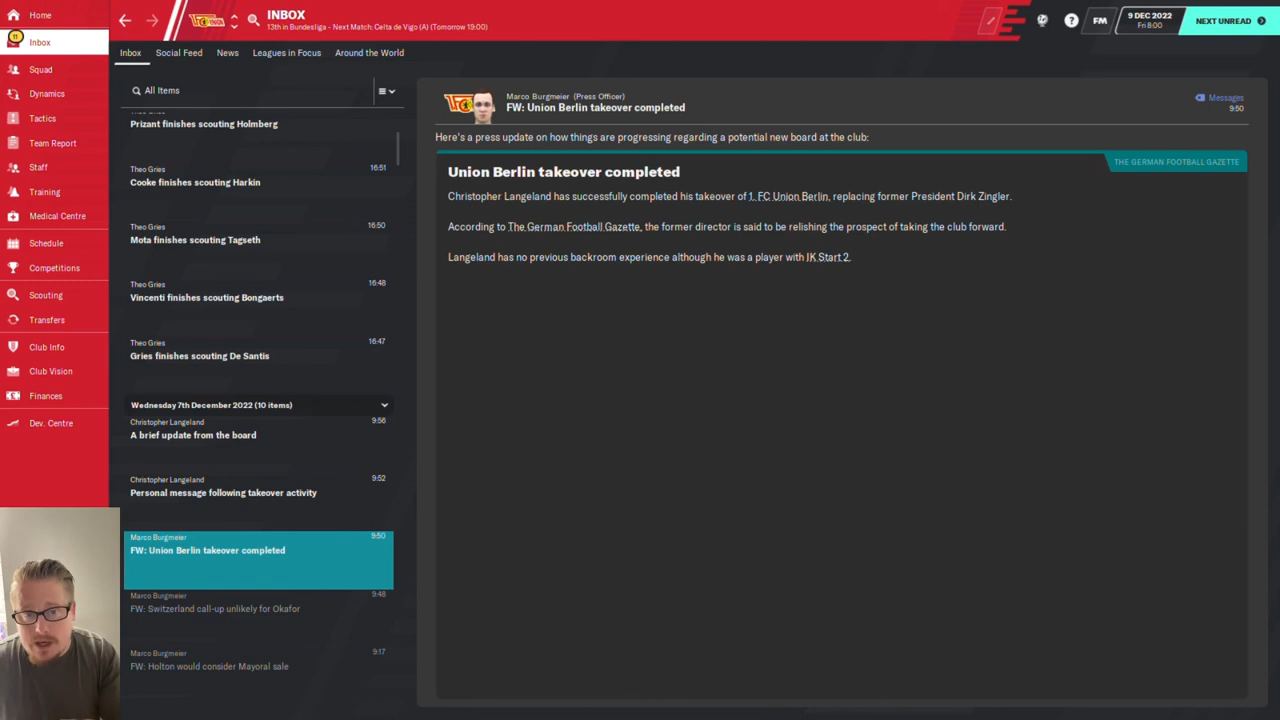 Home
Inbox
11
Squad
Dynamics
Tactics
Team Report
Staff
Training
Medical Centre
Schedule
Competitions
Scouting
Transfers
Club Info
Club Vision
Finances
Dev. Centre
INBOX
13th in Bundesliga - Next Match: Celta de Vigo (A) (Tomorrow 19:00)
FM
9 DEC 2022
Fri 8:00
NEXT UNREAD
Inbox
Social Feed
News
Leagues in Focus
Around the World
All Items
Prizant finishes scouting Holmberg
Theo Gries 16:51
Cooke finishes scouting Harkin
Theo Gries 16:50
Mota finishes scouting Tagseth
Theo Gries 16:48
Vincenti finishes scouting Bongaerts
Theo Gries 16:47
Gries finishes scouting De Santis
Wednesday 7th December 2022 (10 items)
Christopher Langeland 9:56
A brief update from the board
Christopher Langeland 9:52
Personal message following takeover activity
Marco Burgmeier 9:50
FW: Union Berlin takeover completed
Marco Burgmeier 9:48
FW: Switzerland call-up unlikely for Okafor
Marco Burgmeier 9:17
FW: Holton would consider Mayoral sale
Marco Burgmeier (Press Officer)
FW: Union Berlin takeover completed
Messages
9:50
Here's a press update on how things are progressing regarding a potential new board at the club:
THE GERMAN FOOTBALL GAZETTE
Union Berlin takeover completed
Christopher Langeland has successfully completed his takeover of 1. FC Union Berlin, replacing former President Dirk Zingler.
According to The German Football Gazette, the former director is said to be relishing the prospect of taking the club forward.
Langeland has no previous backroom experience although he was a player with IK Start 2.